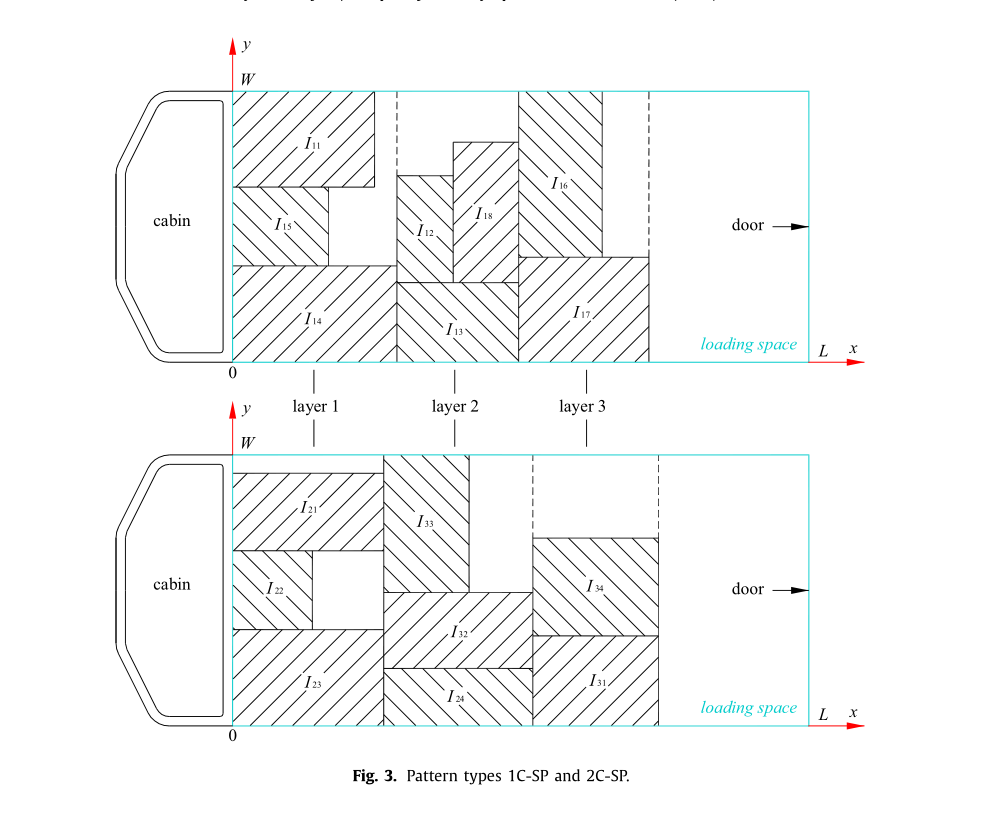 y
W
I11
I15
I12
I18
I16
cabin
door
I14
I13
I17
loading space
L
x
0
layer 1
layer 2
layer 3
y
W
I21
I33
I22
I34
cabin
door
I32
I23
I24
I31
loading space
L
x
0
Fig. 3. Pattern types 1C-SP and 2C-SP.